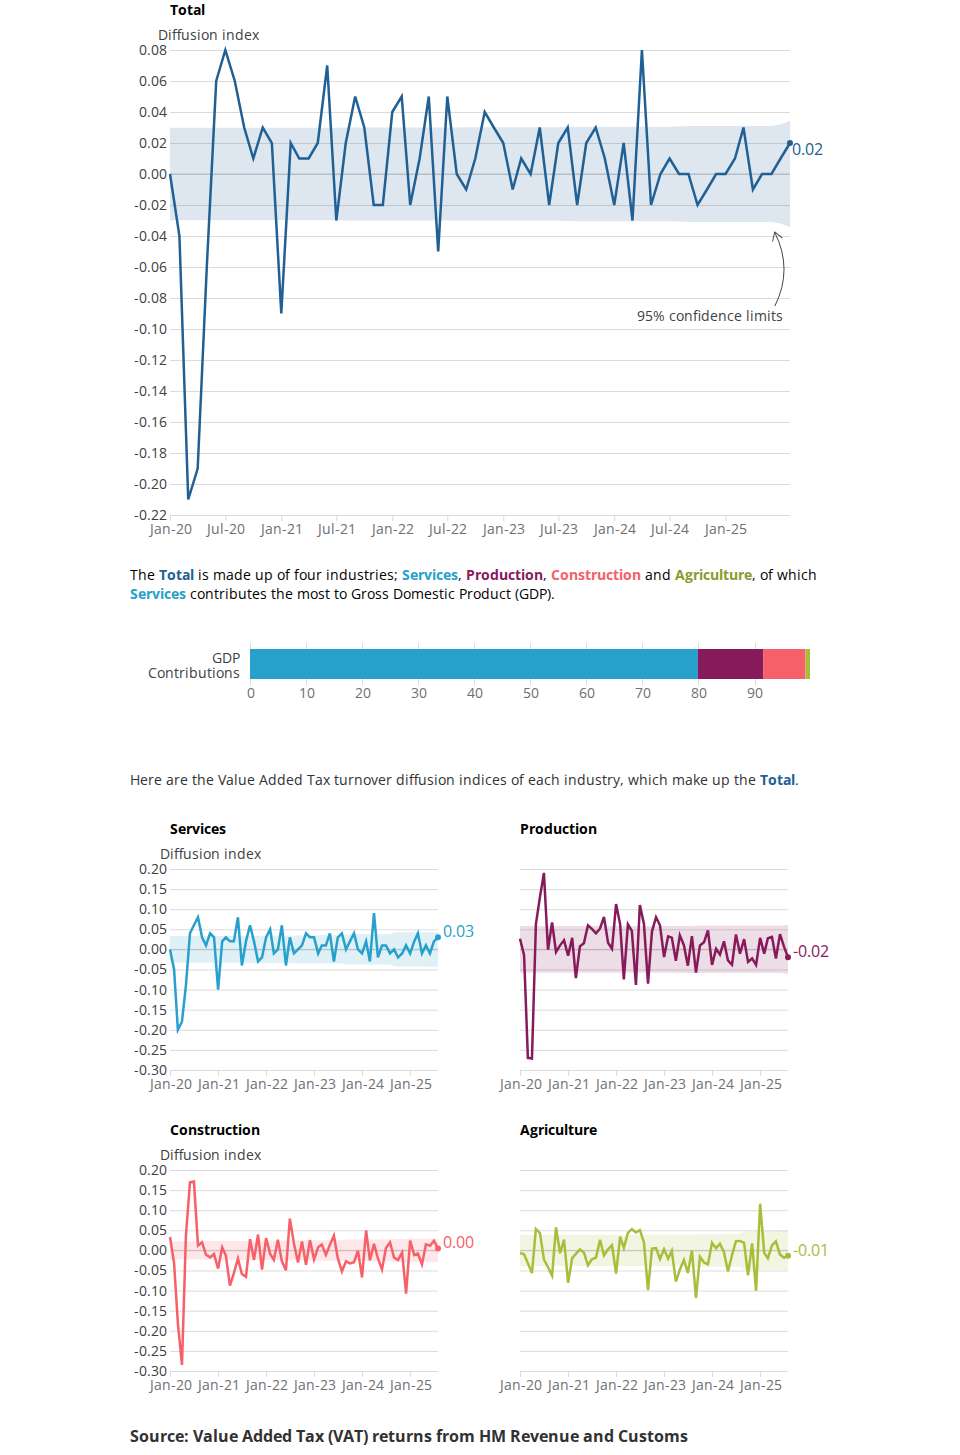 Total
Diffusion index
0.08
0.06
0.04
0.02
0.00
-0.02
-0.04
-0.06
-0.08
-0.10
-0.12
-0.14
-0.16
-0.18
-0.20
-0.22
0.02
95% confidence limits
Jan-20 Jul-20 Jan-21 Jul-21 Jan-22 Jul-22 Jan-23 Jul-23 Jan-24 Jul-24 Jan-25
The Total is made up of four industries; Services, Production, Construction and Agriculture, of which
Services contributes the most to Gross Domestic Product (GDP).
GDP
Contributions
0 10 20 30 40 50 60 70 80 90
Here are the Value Added Tax turnover diffusion indices of each industry, which make up the Total.
Services
Diffusion index
0.20
0.15
0.10
0.05
0.00
-0.05
-0.10
-0.15
-0.20
-0.25
-0.30
0.03
Jan-20 Jan-21 Jan-22 Jan-23 Jan-24 Jan-25
Production
-0.02
Jan-20 Jan-21 Jan-22 Jan-23 Jan-24 Jan-25
Construction
Diffusion index
0.20
0.15
0.10
0.05
0.00
-0.05
-0.10
-0.15
-0.20
-0.25
-0.30
0.00
Jan-20 Jan-21 Jan-22 Jan-23 Jan-24 Jan-25
Agriculture
-0.01
Jan-20 Jan-21 Jan-22 Jan-23 Jan-24 Jan-25
Source: Value Added Tax (VAT) returns from HM Revenue and Customs